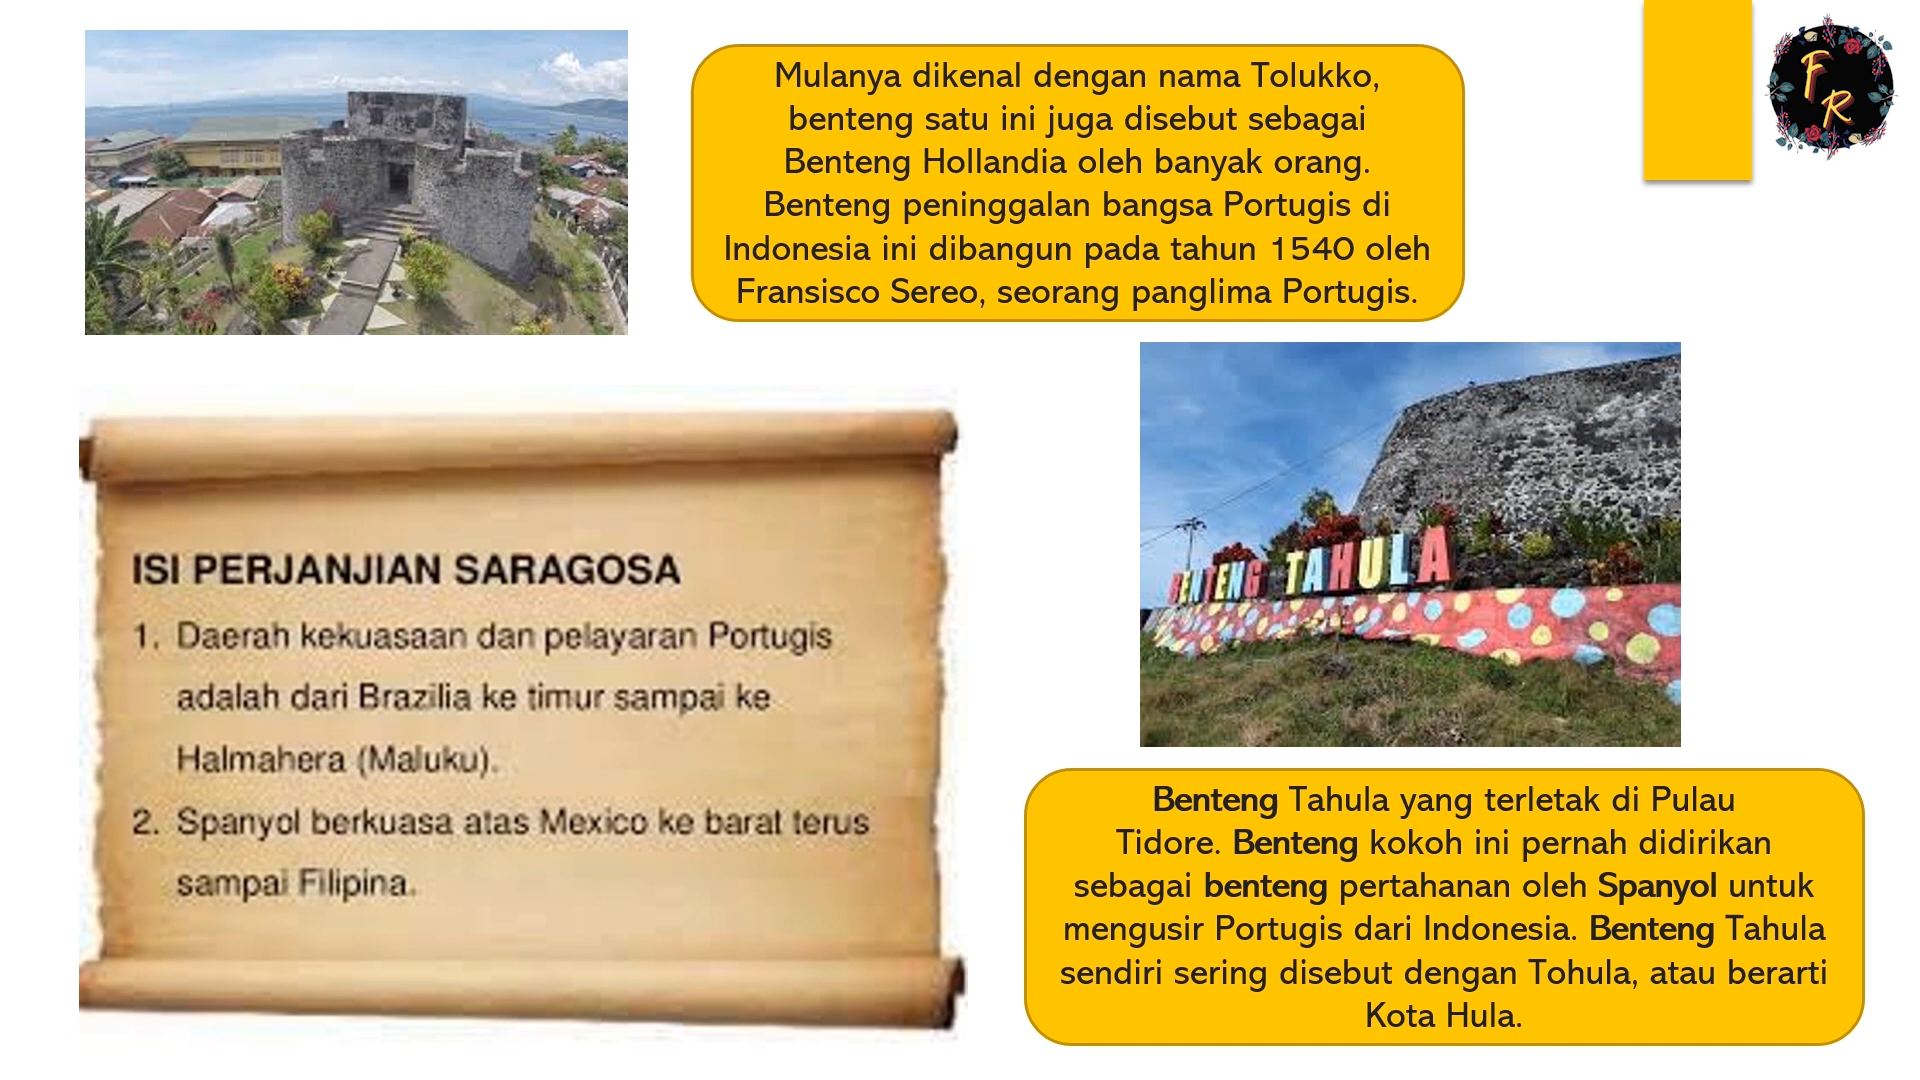 Mulanya dikenal dengan nama Tolukko,
benteng satu ini juga disebut sebagai
Benteng Hollandia oleh banyak orang.
Benteng peninggalan bangsa Portugis di
Indonesia ini dibangun pada tahun 1540 oleh
Fransisco Sereo, seorang panglima Portugis.
F
R
ISI PERJANJIAN SARAGOSA
1. Daerah kekuasaan dan pelayaran Portugis
adalah dari Brazilia ke timur sampai ke
Halmahera (Maluku).
2. Spanyol berkuasa atas Mexico ke barat terus
sampai Filipina.
BENTENG TAHULA
Benteng Tahula yang terletak di Pulau
Tidore. Benteng kokoh ini pernah didirikan
sebagai benteng pertahanan oleh Spanyol untuk
mengusir Portugis dari Indonesia. Benteng Tahula
sendiri sering disebut dengan Tohula, atau berarti
Kota Hula.